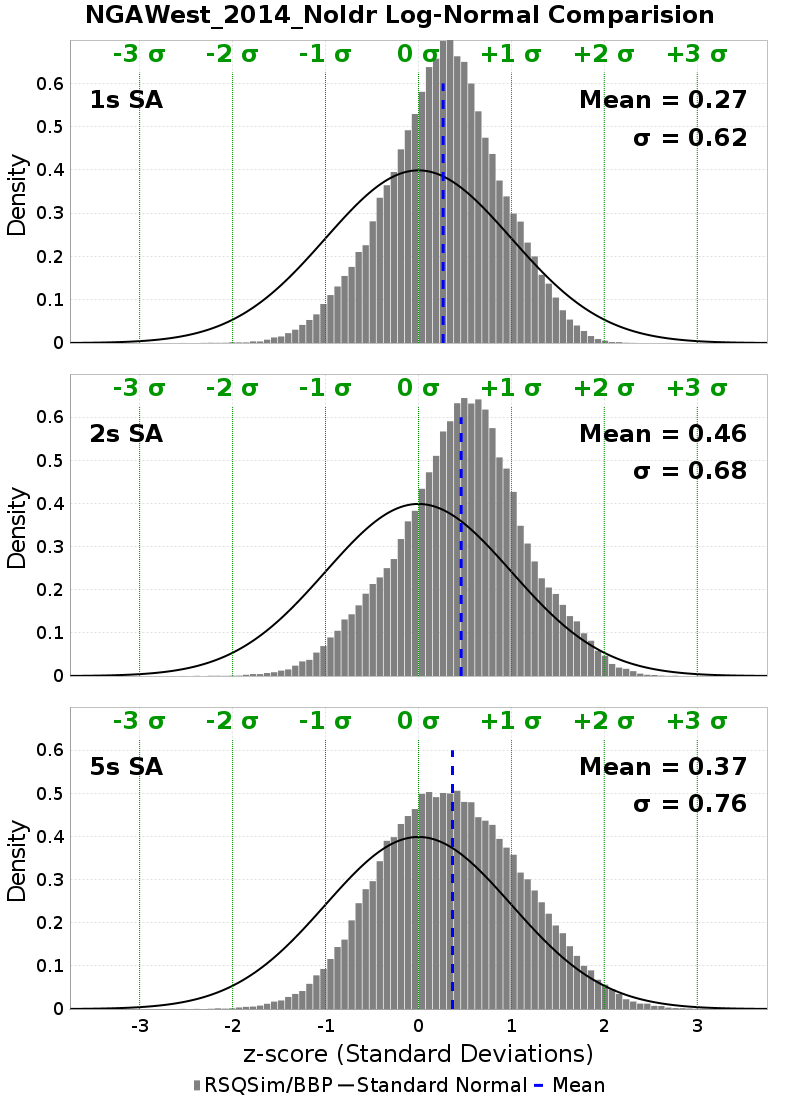 NGAWest_2014_NoIdr Log-Normal Comparision
-3 σ -2 σ -1 σ 0 σ +1 σ +2 σ +3 σ
1s SA
Mean = 0.27
σ = 0.62
0.6
0.5
0.4
0.3
0.2
0.1
0
Density
-3 σ -2 σ -1 σ 0 σ +1 σ +2 σ +3 σ
2s SA
Mean = 0.46
σ = 0.68
0.6
0.5
0.4
0.3
0.2
0.1
0
Density
-3 σ -2 σ -1 σ 0 σ +1 σ +2 σ +3 σ
5s SA
Mean = 0.37
σ = 0.76
0.6
0.5
0.4
0.3
0.2
0.1
0
Density
-3 -2 -1 0 1 2 3
z-score (Standard Deviations)
RSQSim/BBP Standard Normal Mean